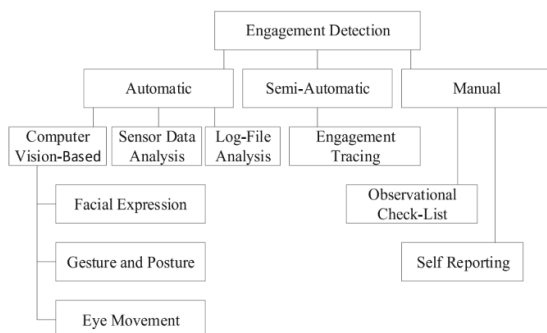 Engagement Detection
Automatic
Semi-Automatic
Manual
Computer
Vision-Based
Sensor Data
Analysis
Log-File
Analysis
Engagement
Tracing
Facial Expression
Observational
Check-List
Gesture and Posture
Self Reporting
Eye Movement